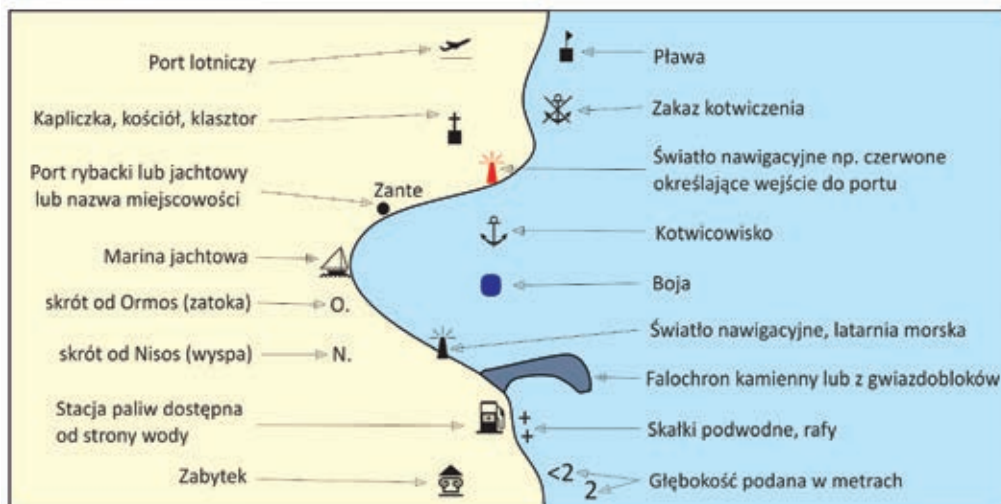 Port lotniczy
Kapliczka, kościół, klasztor
Port rybacki lub jachtowy
lub nazwa miejscowości
Zante
Marina jachtowa
skrót od Ormos (zatoka)
O.
skrót od Nisos (wyspa)
N.
Stacja paliw dostępna
od strony wody
Zabytek
Pława
Zakaz kotwiczenia
Światło nawigacyjne np. czerwone
określające wejście do portu
Kotwicowisko
Boja
Światło nawigacyjne, latarnia morska
Falochron kamienny lub z gwiazdobloków
Skałki podwodne, rafy
<2
2
Głębokość podana w metrach